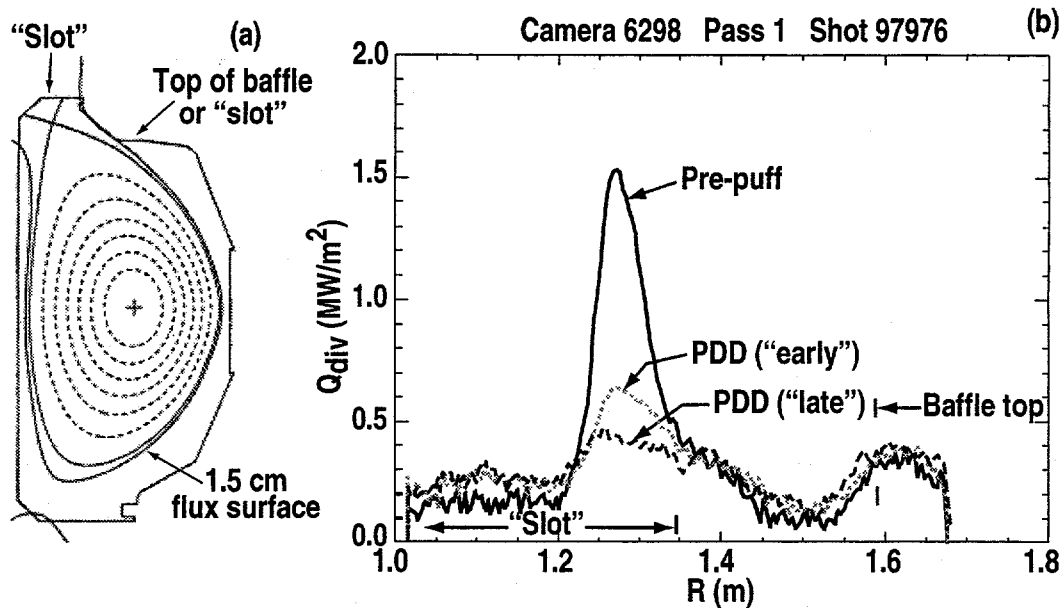 “Slot”
(a)
Top of baffle
or “slot”
1.5 cm
flux surface
Camera 6298 Pass 1 Shot 97976
(b)
2.0
1.5
1.0
0.5
0.0
Qdiv (MW/m²)
Pre-puff
PDD (“early”)
PDD (“late”)
Baffle top
“Slot”
1.0
1.2
1.4
1.6
1.8
R (m)